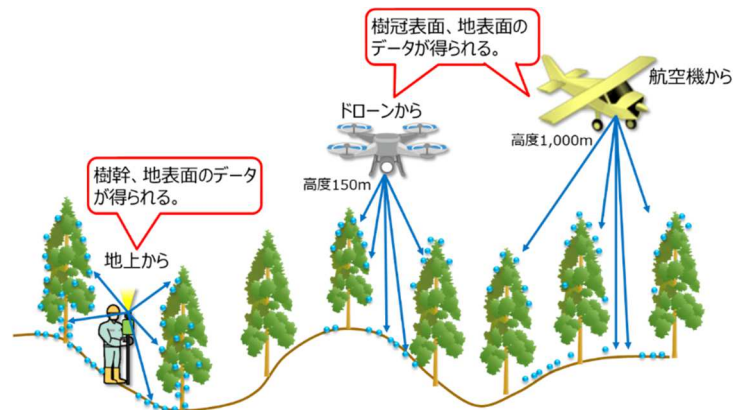 樹冠表面、地表面の
データが得られる。
航空機から
ドローンから
高度1,000m
高度150m
樹幹、地表面のデータ
が得られる。
地上から